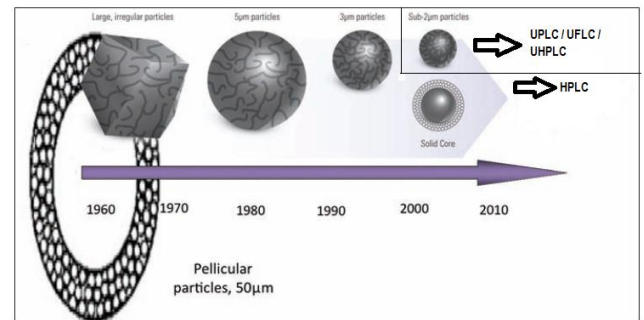 Large, irregular particles
5μm particles
3μm particles
Sub-2μm particles
UPLC / UFLC /
UHPLC
HPLC
Solid Core
1960
1970
1980
1990
2000
2010
Pellicular
particles, 50μm